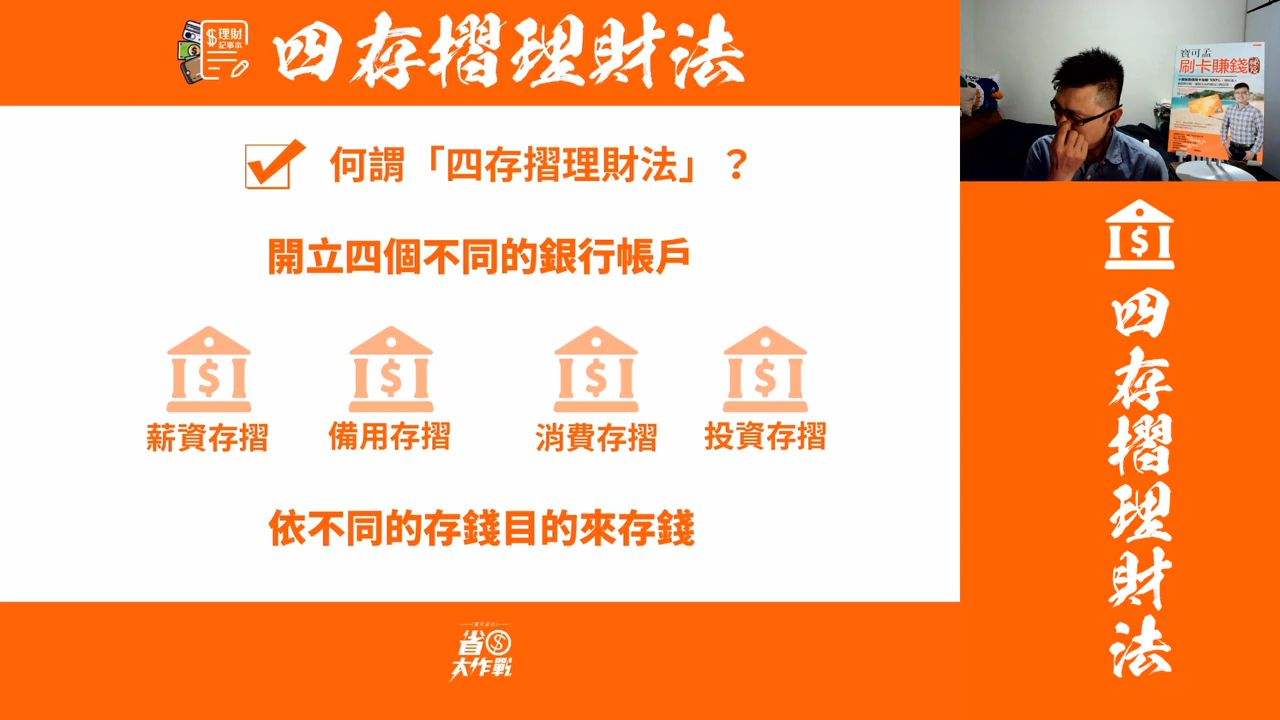 理財
記事本
四存摺理財法
何謂「四存摺理財法」？
開立四個不同的銀行帳戶
薪資存摺
備用存摺
消費存摺
投資存摺
依不同的存錢目的來存錢
省
大作戰
寶可孟
刷卡賺錢
四存摺理財法